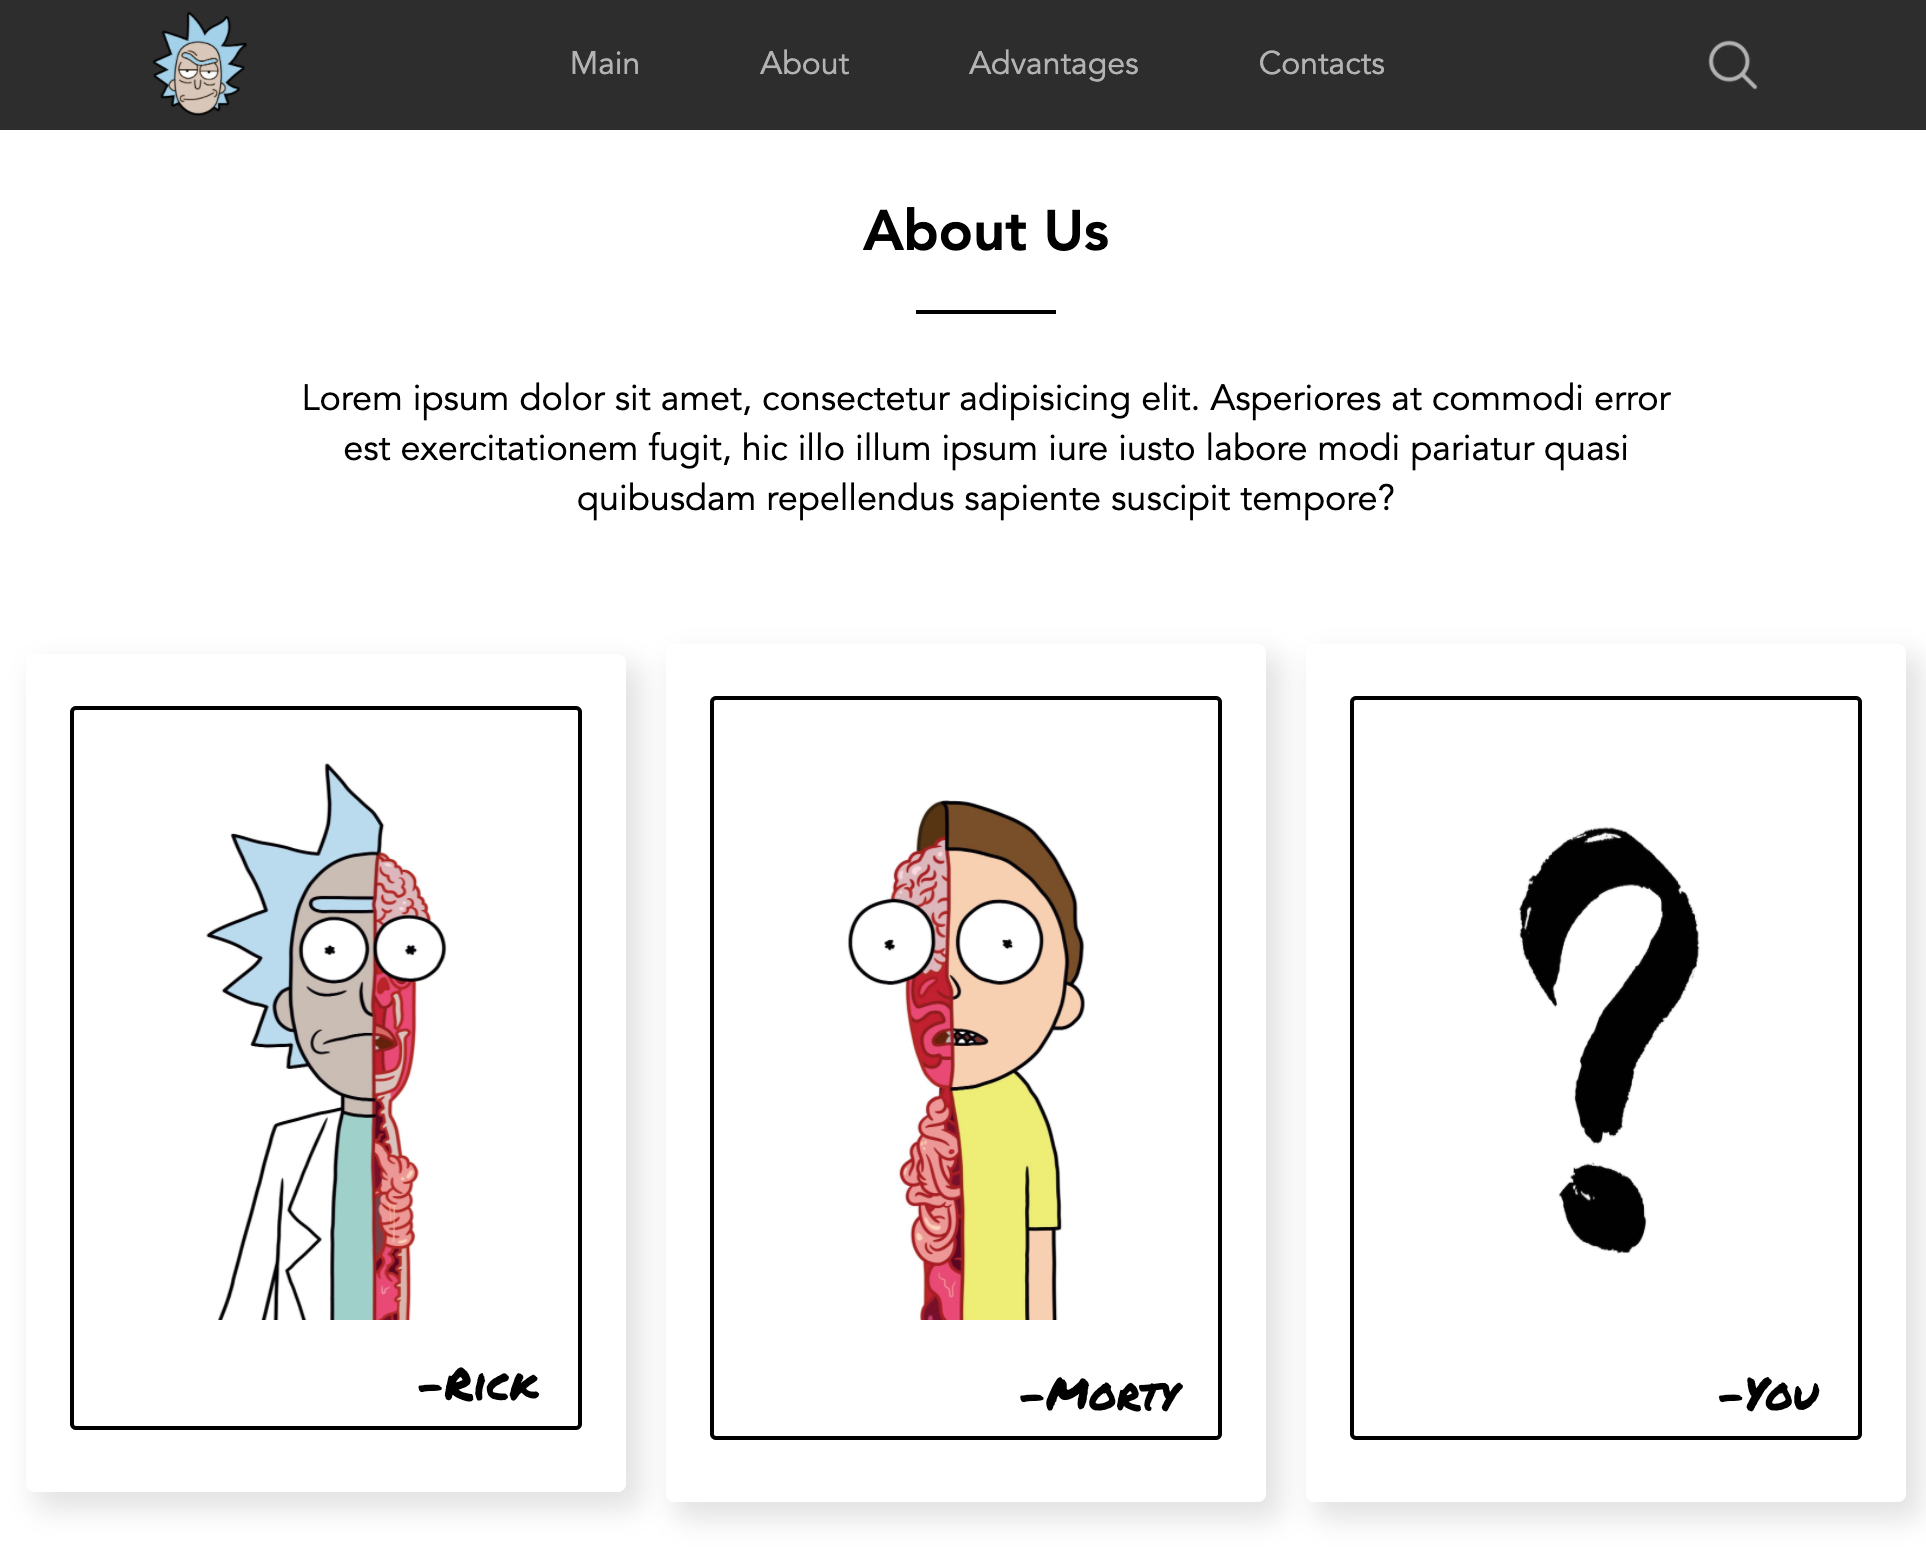 Main About Advantages Contacts
About Us
Lorem ipsum dolor sit amet, consectetur adipisicing elit. Asperiores at commodi error
est exercitationem fugit, hic illo illum ipsum iure iusto labore modi pariatur quasi
quibusdam repellendus sapiente suscipit tempore?
-Rick
-Morty
-You
?